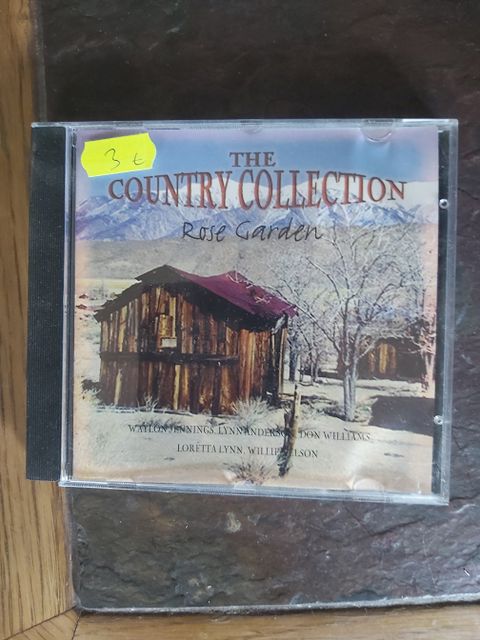 3 €
THE
COUNTRY COLLECTION
Rose Garden
WAYLON JENNINGS, LYNN ANDERSON, DON WILLIAMS,
LORETTA LYNN, WILLIE NELSON